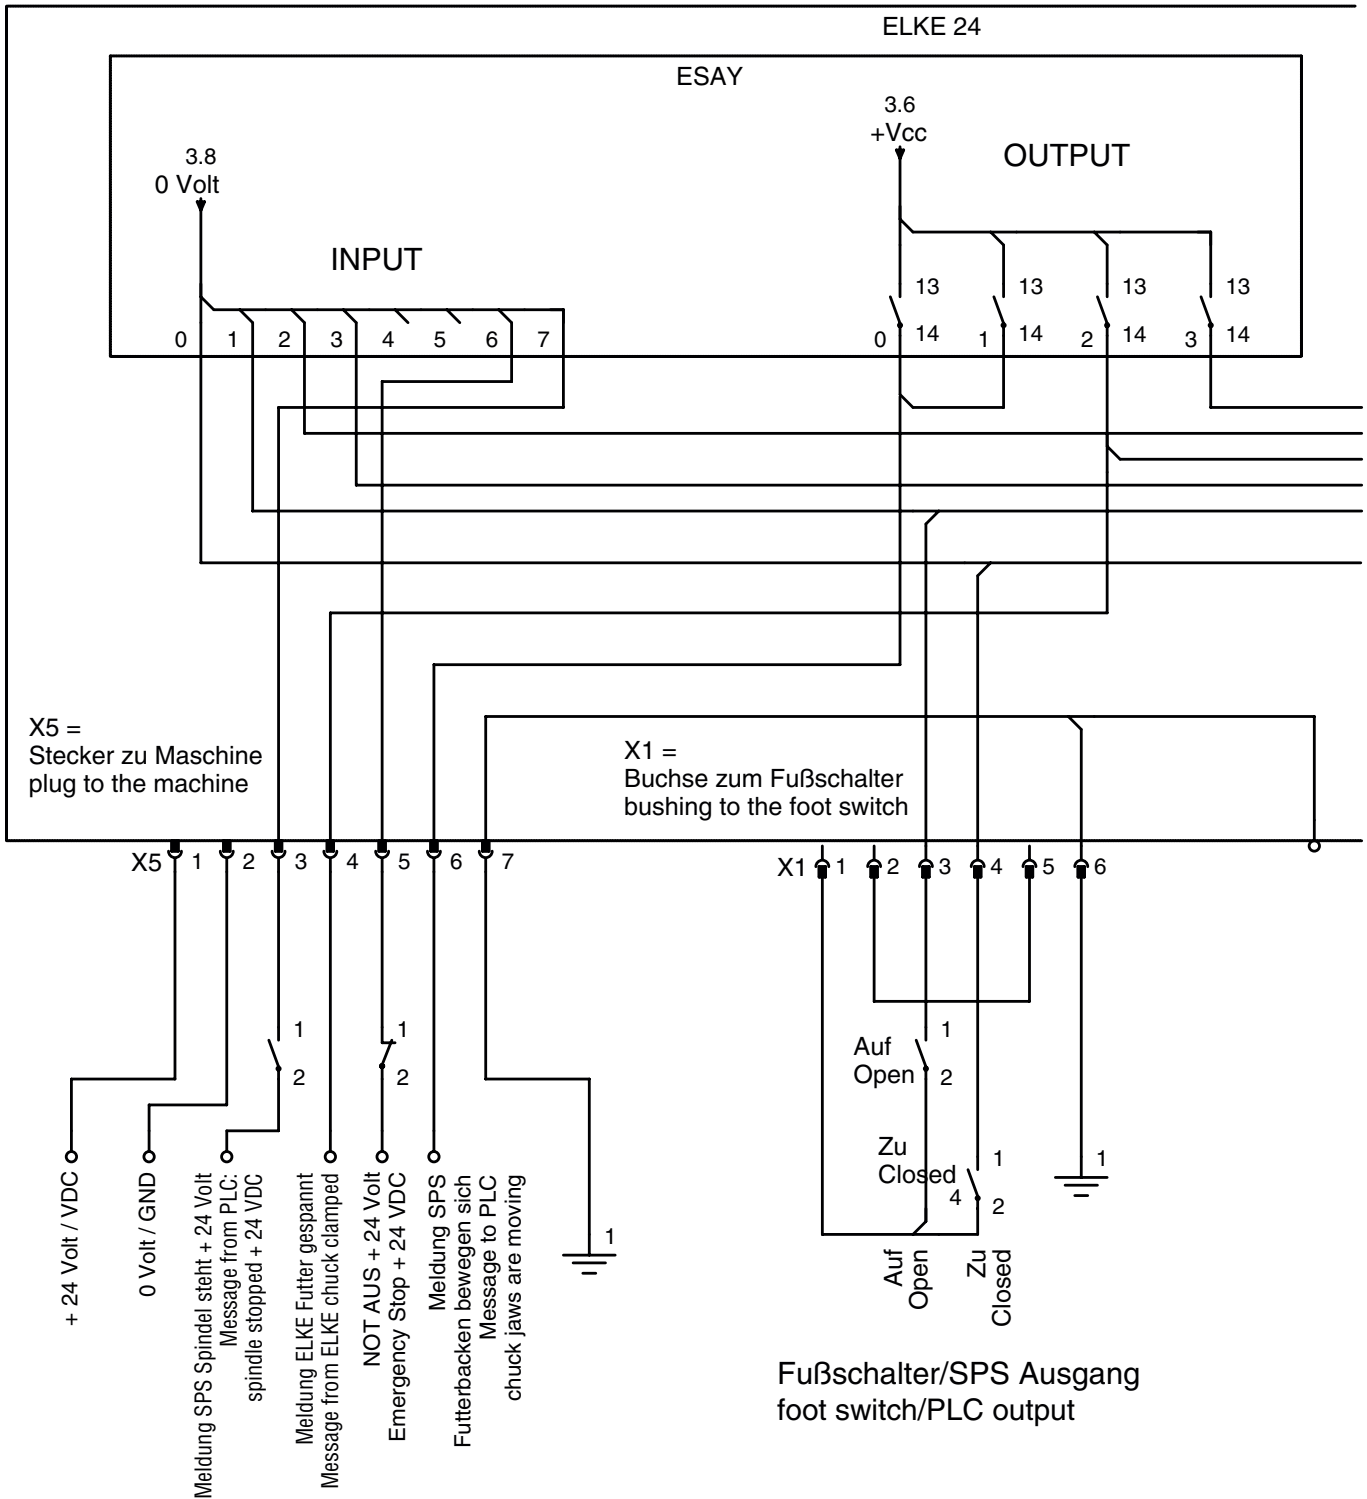 ELKE 24
ESAY
3.6
+Vcc
OUTPUT
3.8
0 Volt
INPUT
13 13 13 13
14 14 14 14
0 1 2 3 4 5 6 7
0 1 2 3
X5 =
Stecker zu Maschine
plug to the machine
X1 =
Buchse zum Fußschalter
bushing to the foot switch
X5 1 2 3 4 5 6 7
X1 1 2 3 4 5 6
1
2
1
2
Auf
Open
1
2
Zu
Closed
4
1
2
1
1
+ 24 Volt / VDC
0 Volt / GND
Meldung SPS Spindel steht + 24 Volt
Message from PLC:
spindle stopped + 24 VDC
Meldung ELKE Futter gespannt
Message from ELKE chuck clamped
NOT AUS + 24 Volt
Emergency Stop + 24 VDC
Meldung SPS
Futterbacken bewegen sich
Message to PLC
chuck jaws are moving
Auf
Open
Zu
Closed
Fußschalter/SPS Ausgang
foot switch/PLC output